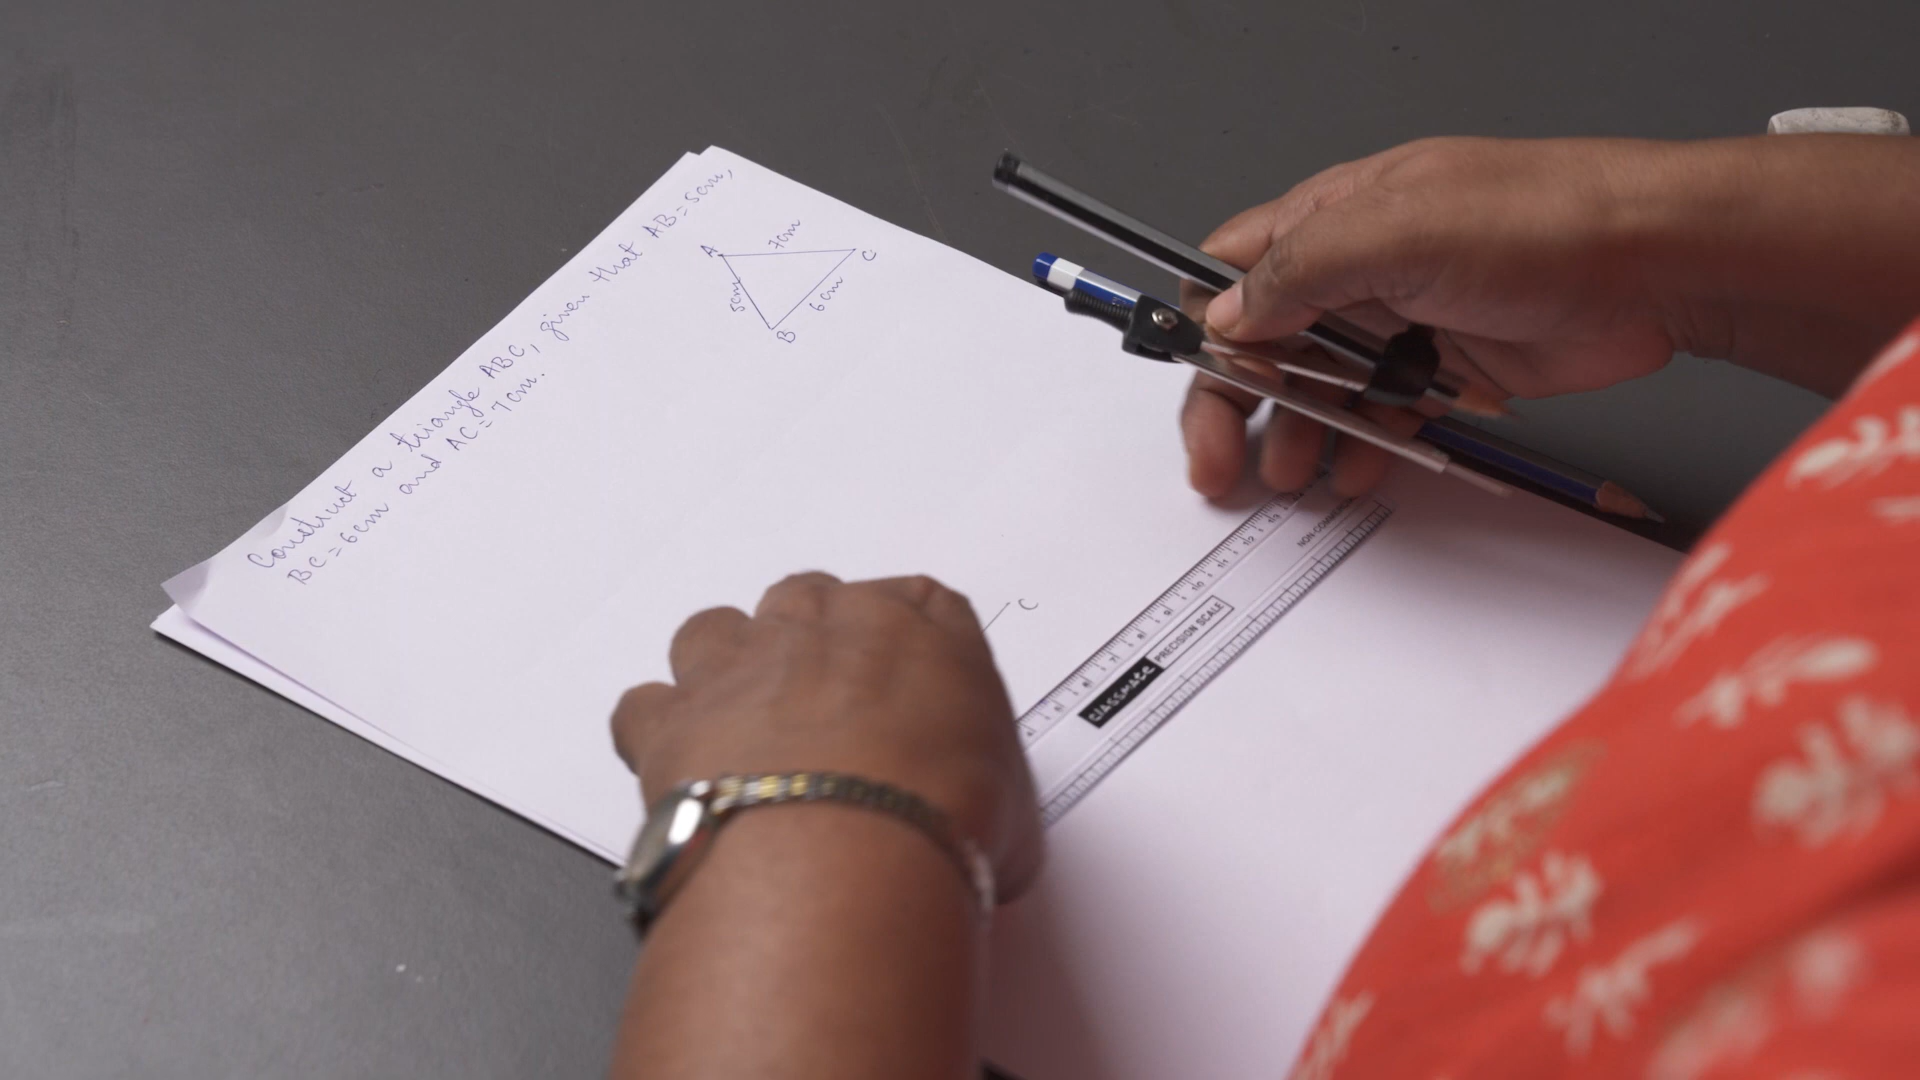 Construct a triangle ABC, given that AB = 5cm,
BC = 6cm and AC = 7cm.
A
7cm
C
5cm
6cm
B
C
CLASSMATE
PRECISION SCALE